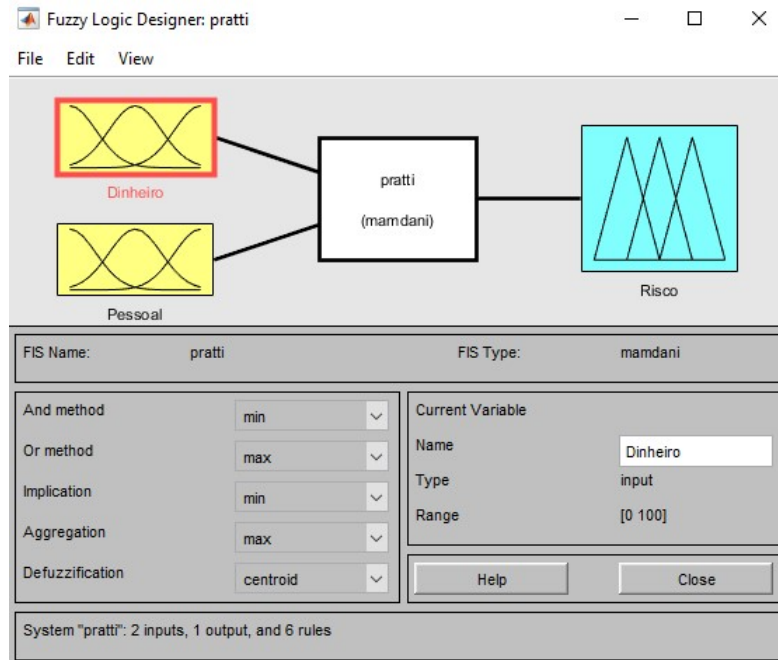 Fuzzy Logic Designer: pratti
File Edit View
Dinheiro
Pessoal
pratti
(mamdani)
Risco
FIS Name: pratti FIS Type: mamdani
And method min
Or method max
Implication min
Aggregation max
Defuzzification centroid
Current Variable
Name Dinheiro
Type input
Range [0 100]
Help Close
System "pratti": 2 inputs, 1 output, and 6 rules